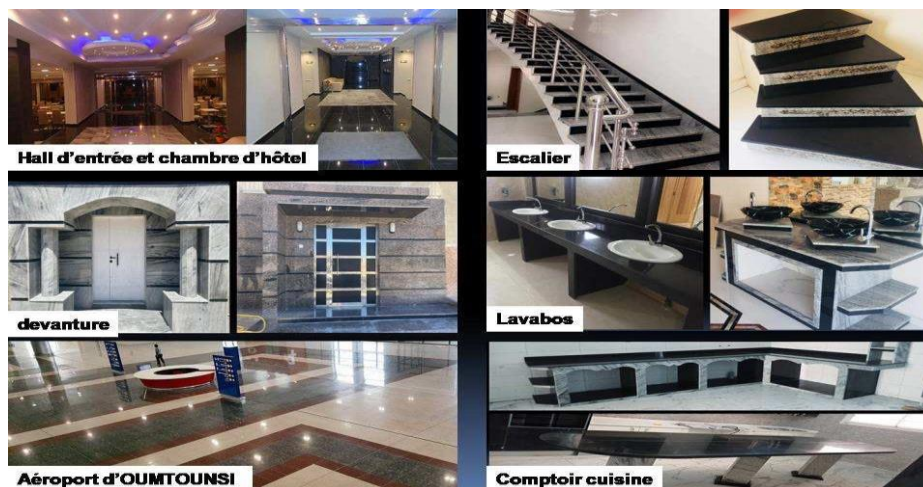 Hall d'entrée et chambre d'hôtel
Escalier
devanture
Lavabos
Aéroport d'OUMTOUNSI
Comptoir cuisine